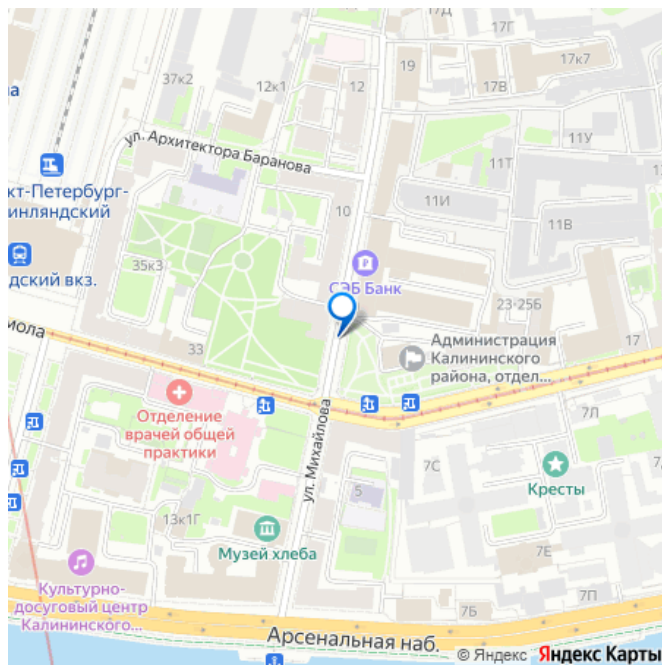 17Д
17Г
37к2
12к1
12
19
17к7
17В
а
ул. Архитектора Баранова
11У
11Т
кт-Петербург-
инляндский
10
11И
11В
дский вкз.
35к3
СЭБ Банк
23-25Б
иола
33
Администрация
Калининского
района, отдел...
17
Отделение
врачей общей
практики
ул. Михайлова
7Л
7С
5
Кресты
13к1Г
Музей хлеба
7Е
Культурно-
досуговый центр
Калининского...
7П
7Б
Арсенальная наб.
© Яндекс Яндекс Карты